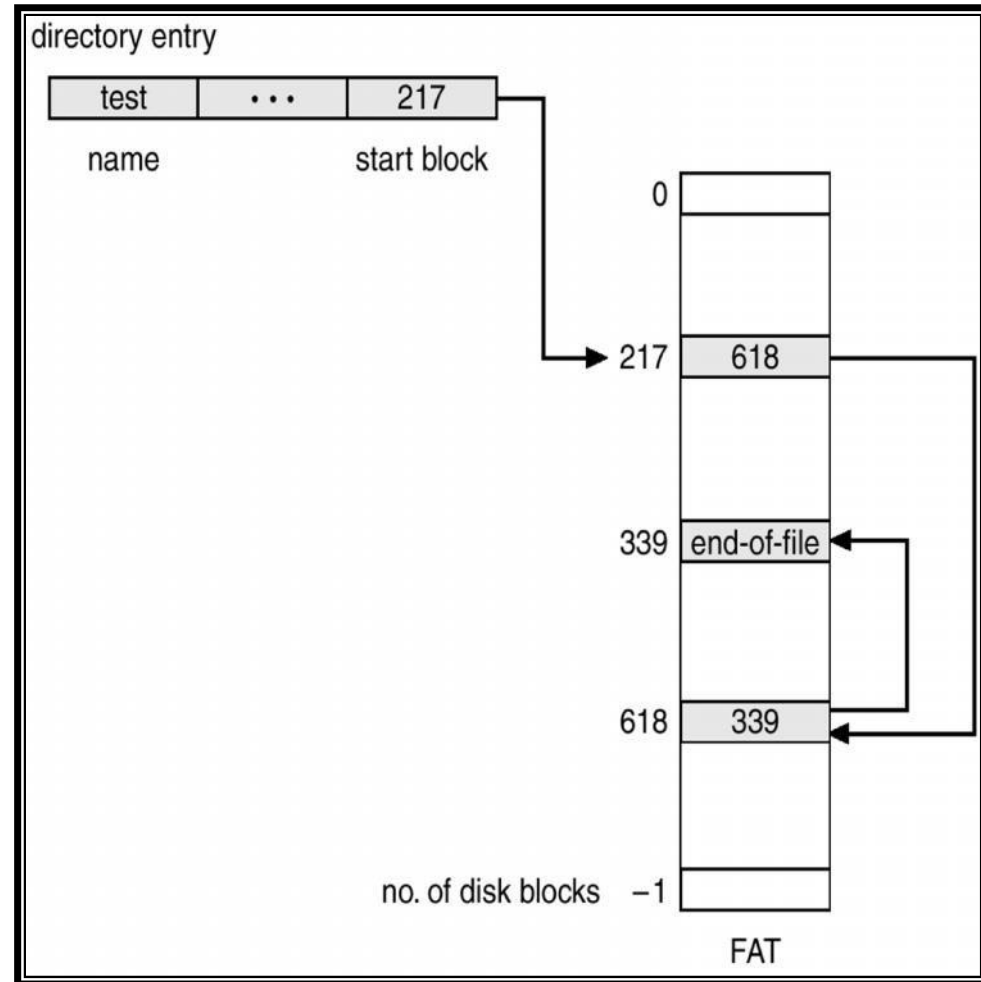 directory entry
test ••• 217
name start block
0
217 618
339 end-of-file
618 339
no. of disk blocks –1
FAT